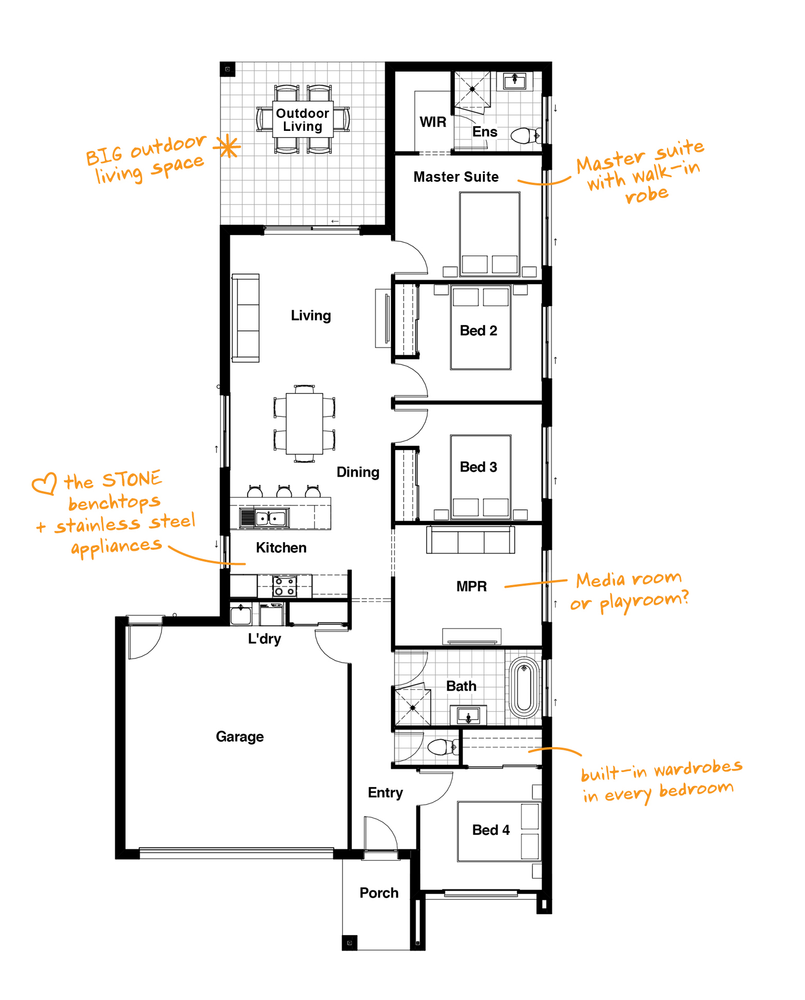 Outdoor
Living
WIR
Ens
BIG outdoor
living space
Master Suite
Master suite
with walk-in
robe
Living
Bed 2
Bed 3
Dining
the STONE
benchtops
+ stainless steel
appliances
Kitchen
MPR
Media room
or playroom?
L'dry
Bath
Garage
built-in wardrobes
in every bedroom
Entry
Bed 4
Porch